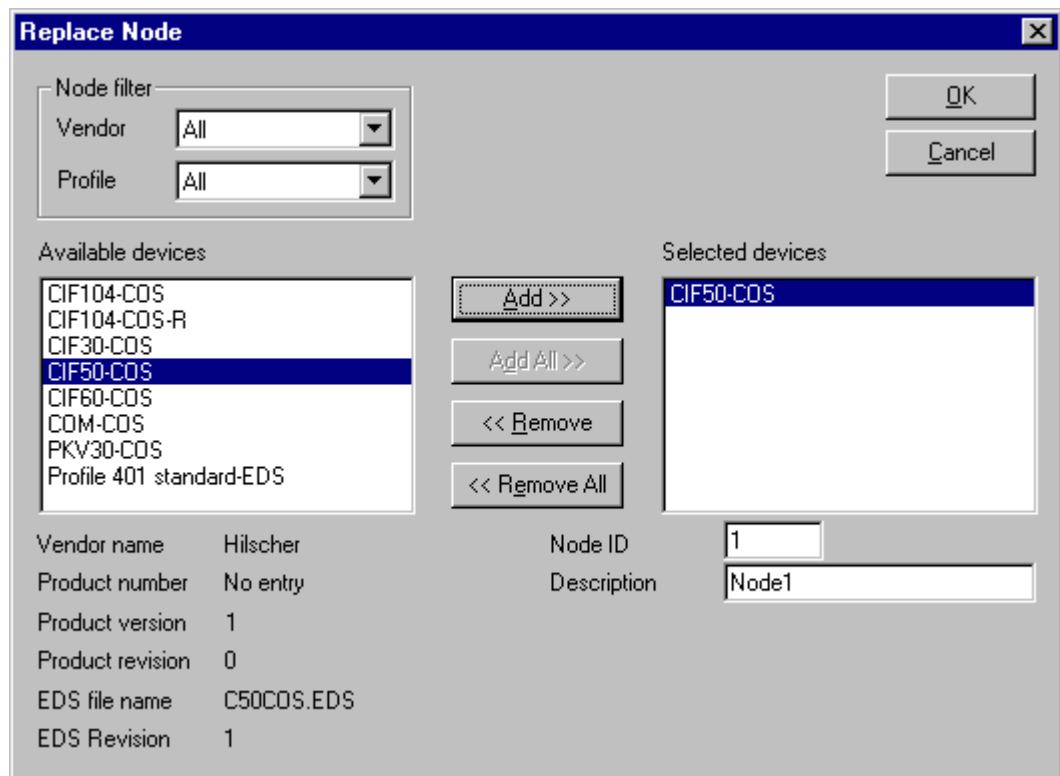 Replace Node
Node filter
Vendor All
Profile All
OK
Cancel
Available devices
CIF104-COS
CIF104-COS-R
CIF30-COS
CIF50-COS
CIF60-COS
COM-COS
PKV30-COS
Profile 401 standard-EDS
Add >>
Add All >>
<< Remove
<< Remove All
Selected devices
CIF50-COS
Vendor name Hilscher
Product number No entry
Product version 1
Product revision 0
EDS file name C50COS.EDS
EDS Revision 1
Node ID 1
Description Node1